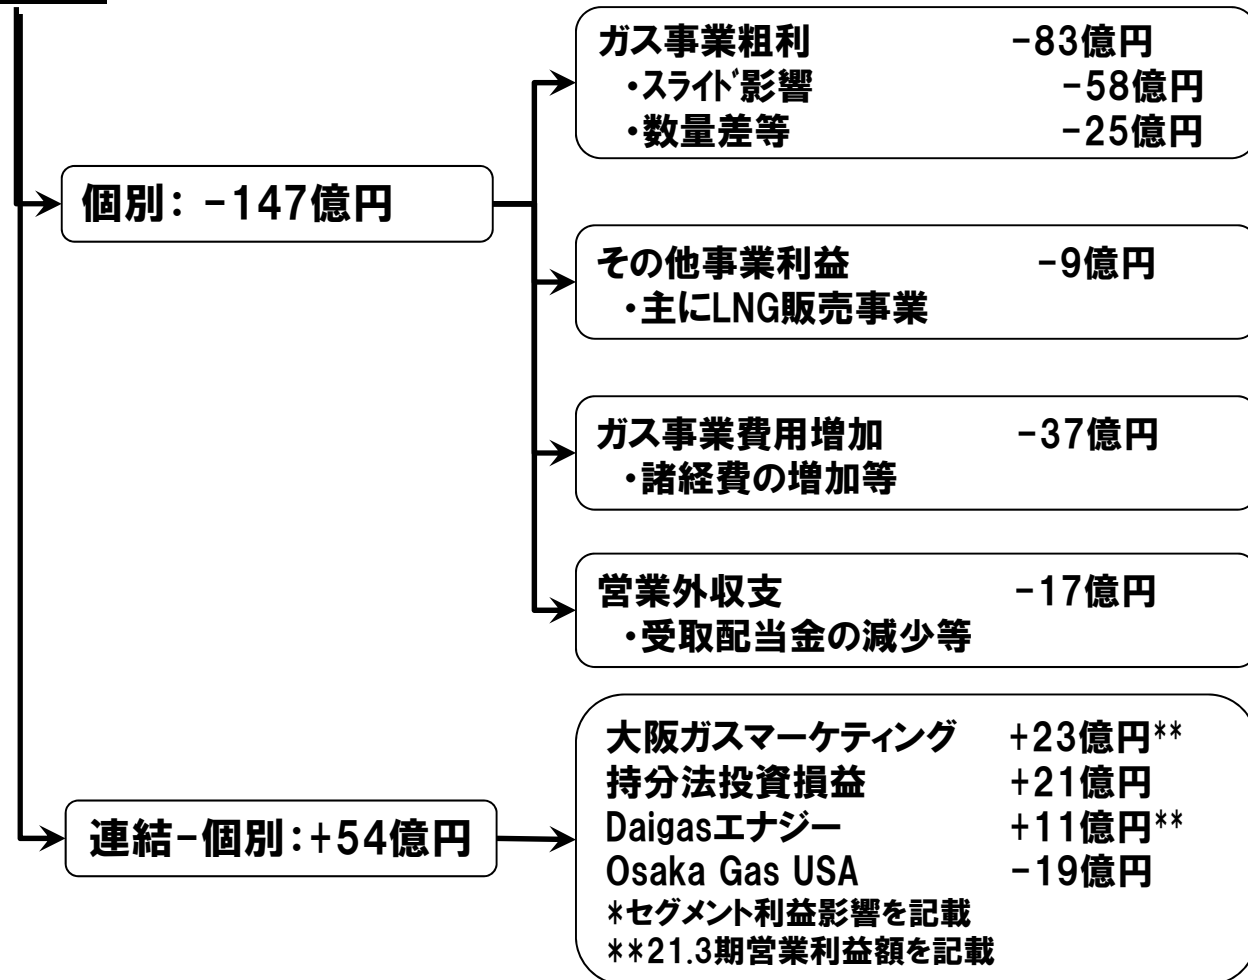 ガス事業粗利 -83億円
・スライド影響 -58億円
・数量差等 -25億円
個別: -147億円
その他事業利益 -9億円
・主にLNG販売事業
ガス事業費用増加 -37億円
・諸経費の増加等
営業外収支 -17億円
・受取配当金の減少等
連結-個別:+54億円
大阪ガスマーケティング +23億円**
持分法投資損益 +21億円
Daigasエナジー +11億円**
Osaka Gas USA -19億円
*セグメント利益影響を記載
**21.3期営業利益額を記載